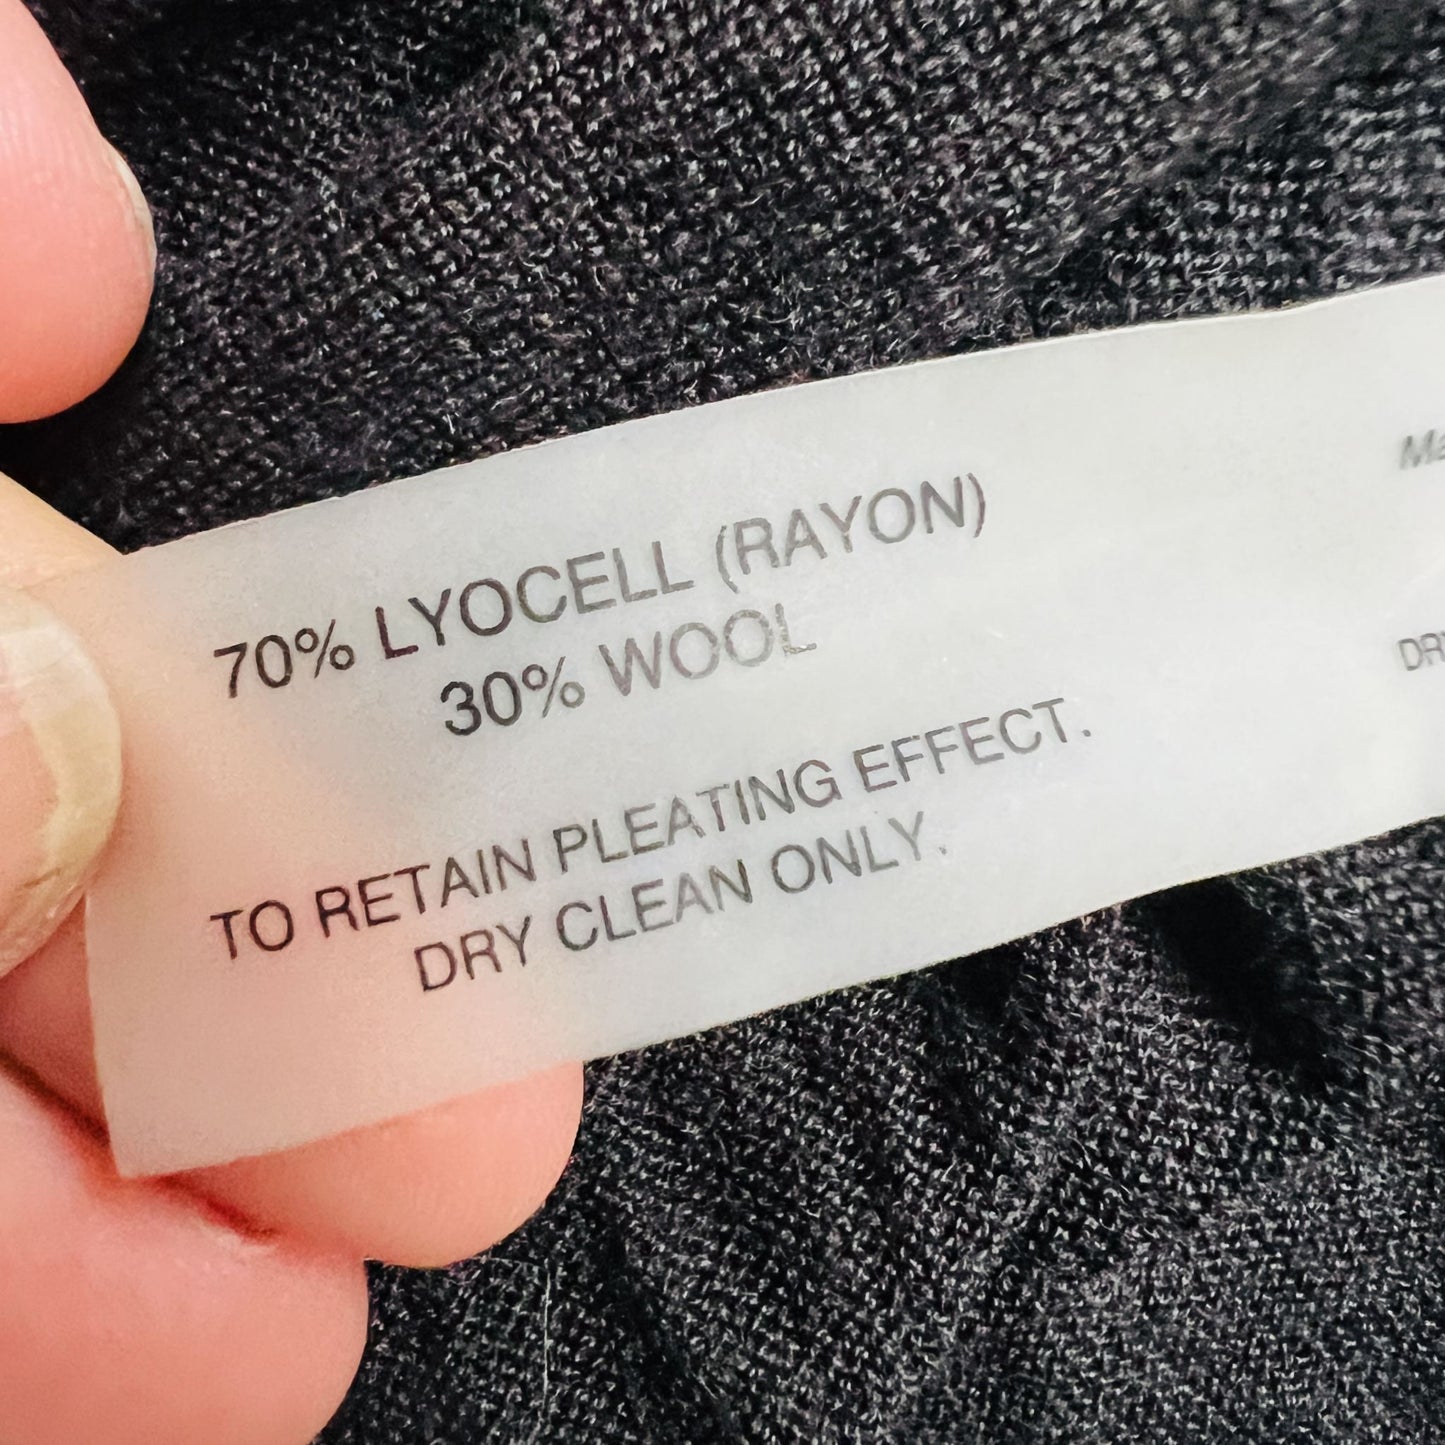 70% LYOCELL (RAYON)
30% WOOL
TO RETAIN PLEATING EFFECT.
DRY CLEAN ONLY.